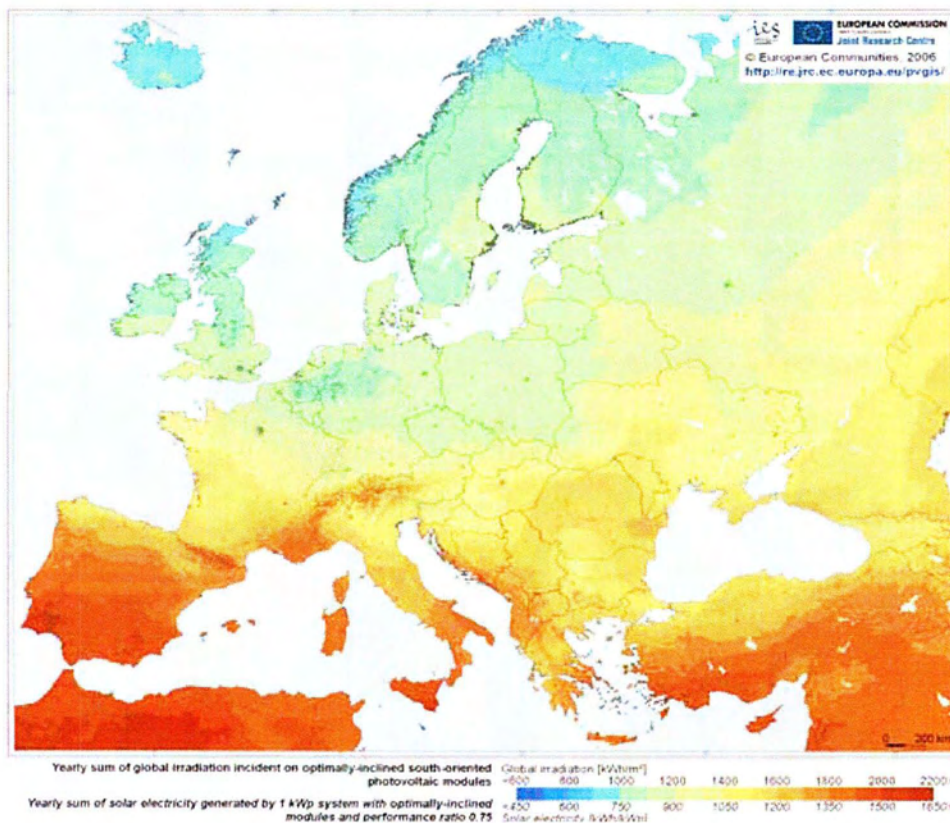 EUROPEAN COMMISSION
Joint Research Centre
© European Communities, 2006
http://re.jrc.ec.europa.eu/pvgis/
0 200 km
Yearly sum of global irradiation incident on optimally-inclined south-oriented
photovoltaic modules
Global irradiation [kWh/m²]
<600 800 1000 1200 1400 1600 1800 2000 2200
Yearly sum of solar electricity generated by 1 kWp system with optimally-inclined
modules and performance ratio 0.75
<450 600 750 900 1050 1200 1350 1500 1650
Solar electricity [kWh/kWp]